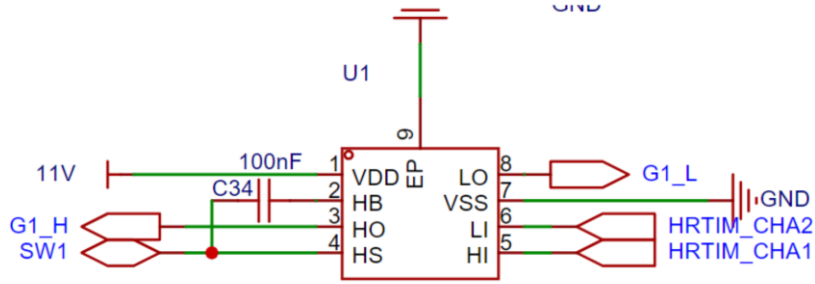 GND
U1
9
11V
100nF
1
VDD
EP
LO
8
G1_L
C34
2
HB
VSS
7
GND
G1_H
3
HO
LI
6
HRTIM_CHA2
SW1
4
HS
HI
5
HRTIM_CHA1